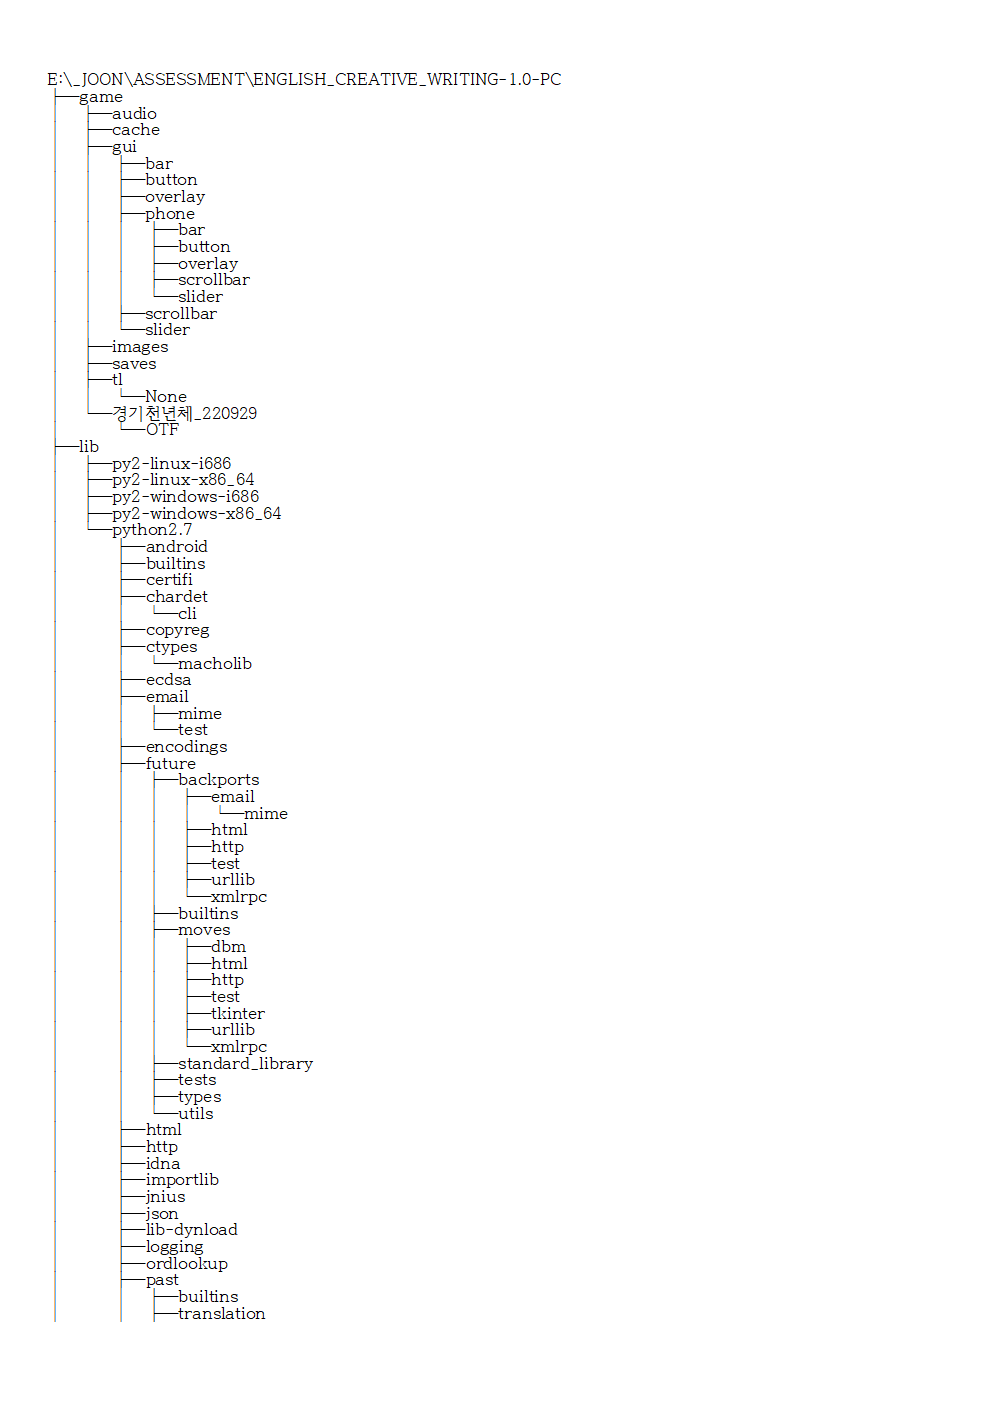 E:\_JOON\ASSESSMENT\ENGLISH_CREATIVE_WRITING-1.0-PC
├──game
│   ├──audio
│   ├──cache
│   ├──gui
│   │   ├──bar
│   │   ├──button
│   │   ├──overlay
│   │   ├──phone
│   │   │   ├──bar
│   │   │   ├──button
│   │   │   ├──overlay
│   │   │   ├──scrollbar
│   │   │   └──slider
│   │   ├──scrollbar
│   │   └──slider
│   ├──images
│   ├──saves
│   ├──tl
│   │   └──None
│   └──경기천년체_220929
│       └──OTF
├──lib
│   ├──py2-linux-i686
│   ├──py2-linux-x86_64
│   ├──py2-windows-i686
│   ├──py2-windows-x86_64
│   └──python2.7
│       ├──android
│       ├──builtins
│       ├──certifi
│       ├──chardet
│       │   └──cli
│       ├──copyreg
│       ├──ctypes
│       │   └──macholib
│       ├──ecdsa
│       ├──email
│       │   ├──mime
│       │   └──test
│       ├──encodings
│       ├──future
│       │   ├──backports
│       │   │   ├──email
│       │   │   │   └──mime
│       │   │   ├──html
│       │   │   ├──http
│       │   │   ├──test
│       │   │   ├──urllib
│       │   │   └──xmlrpc
│       │   ├──builtins
│       │   ├──moves
│       │   │   ├──dbm
│       │   │   ├──html
│       │   │   ├──http
│       │   │   ├──test
│       │   │   ├──tkinter
│       │   │   ├──urllib
│       │   │   └──xmlrpc
│       │   ├──standard_library
│       │   ├──tests
│       │   ├──types
│       │   └──utils
│       ├──html
│       ├──http
│       ├──idna
│       ├──importlib
│       ├──jnius
│       ├──json
│       ├──lib-dynload
│       ├──logging
│       ├──ordlookup
│       ├──past
│       │   ├──builtins
│       │   ├──translation